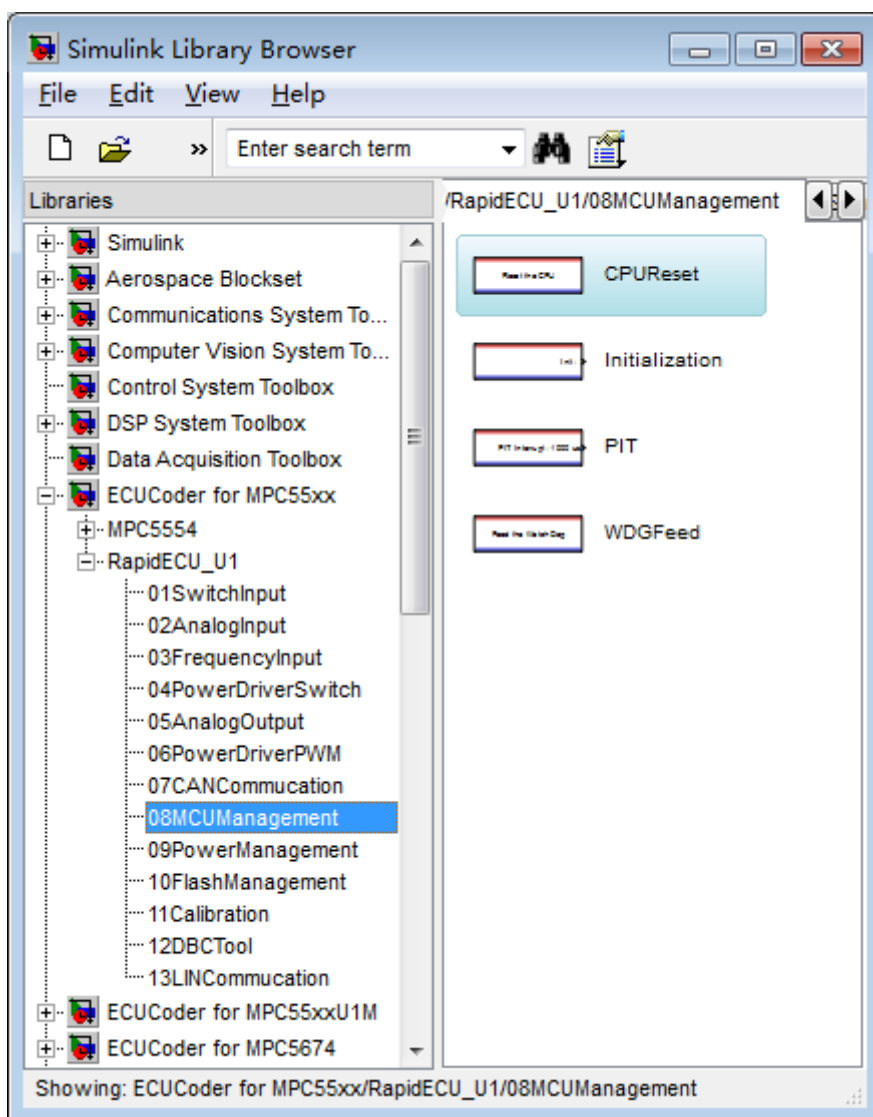 Simulink Library Browser
File Edit View Help
» Enter search term
Libraries
/RapidECU_U1/08MCUManagement
Simulink
Aerospace Blockset
Communications System To...
Computer Vision System To...
Control System Toolbox
DSP System Toolbox
Data Acquisition Toolbox
ECUCoder for MPC55xx
MPC5554
RapidECU_U1
01SwitchInput
02AnalogInput
03FrequencyInput
04PowerDriverSwitch
05AnalogOutput
06PowerDriverPWM
07CANCommucation
08MCUManagement
09PowerManagement
10FlashManagement
11Calibration
12DBCTool
13LINCommucation
ECUCoder for MPC55xxU1M
ECUCoder for MPC5674
CPUReset
Initialization
PIT
WDGFeed
Showing: ECUCoder for MPC55xx/RapidECU_U1/08MCUManagement